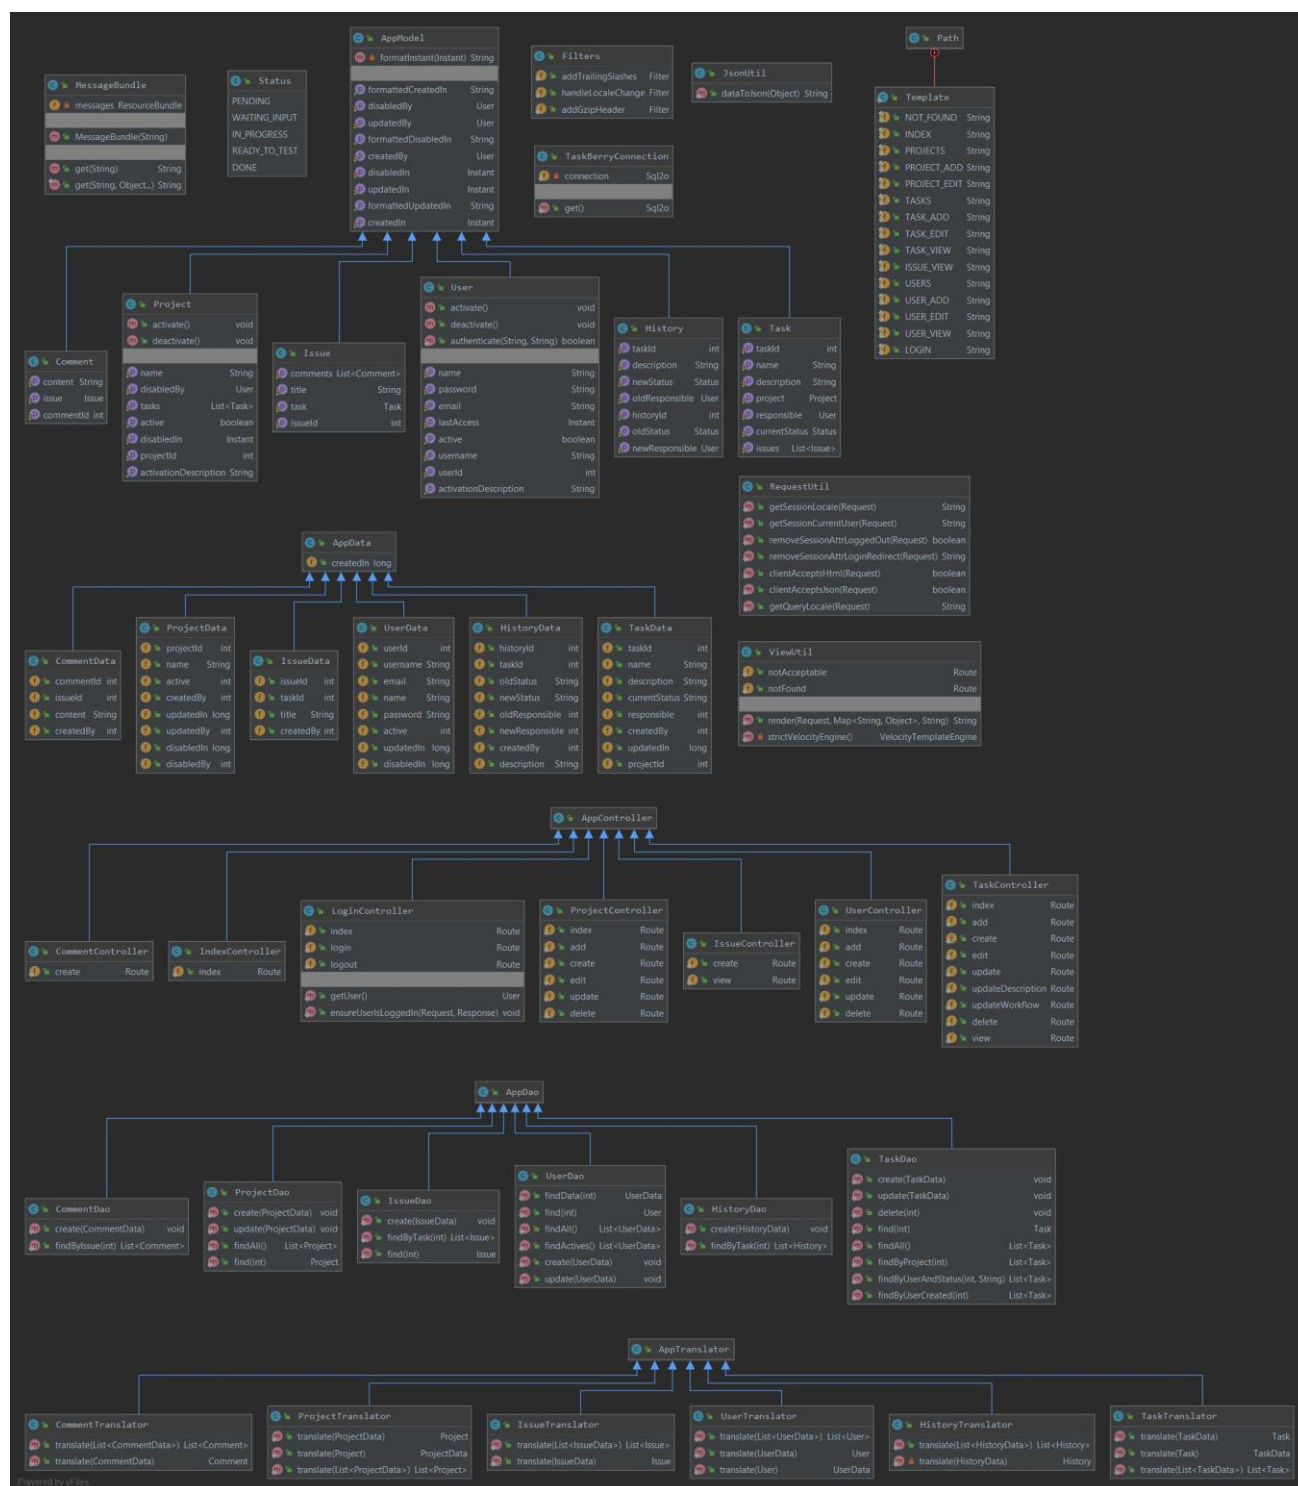 AppModel
formatInstant(Instant) String
formattedCreatedIn String
disabledBy User
updatedBy User
formattedDisabledIn String
createdBy User
disabledIn Instant
updatedIn Instant
formattedUpdatedIn String
createdIn Instant
MessageBundle
messages ResourceBundle
MessageBundle(String)
get(String) String
get(String, Object...) String
Status
PENDING
WAITING_INPUT
IN_PROGRESS
READY_TO_TEST
DONE
Filters
addTrailingSlashes Filter
handleLocaleChange Filter
addGzipHeader Filter
TaskBerryConnection
connection Sql2o
get() Sql2o
JsonUtil
dataToJson(Object) String
Path
Template
NOT_FOUND String
INDEX String
PROJECTS String
PROJECT_ADD String
PROJECT_EDIT String
TASKS String
TASK_ADD String
TASK_EDIT String
TASK_VIEW String
ISSUE_VIEW String
USERS String
USER_ADD String
USER_EDIT String
USER_VIEW String
LOGIN String
Comment
content String
issue Issue
commentId int
Project
activate() void
deactivate() void
name String
disabledBy User
tasks List<Task>
active boolean
disabledIn Instant
projectId int
activationDescription String
Issue
comments List<Comment>
title String
task Task
issueId int
User
activate() void
deactivate() void
authenticate(String, String) boolean
name String
password String
email String
lastAccess Instant
active boolean
username String
userId int
activationDescription String
History
taskId int
description String
newStatus Status
oldResponsible User
historyId int
oldStatus Status
newResponsible User
Task
taskId int
name String
description String
project Project
responsible User
currentStatus Status
issues List<Issue>
RequestUtil
getSessionLocale(Request) String
getSessionCurrentUser(Request) String
removeSessionAttrLoggedOut(Request) boolean
removeSessionAttrLoginRedirect(Request) String
clientAcceptsHtml(Request) boolean
clientAcceptsJson(Request) boolean
getQueryLocale(Request) String
AppData
createdIn long
CommentData
commentId int
issueId int
content String
createdBy int
ProjectData
projectId int
name String
active int
createdBy int
updatedIn long
updatedBy int
disabledIn long
disabledBy int
IssueData
issueId int
taskId int
title String
createdBy int
UserData
userId int
username String
email String
name String
password String
active int
updatedIn long
disabledIn long
HistoryData
historyId int
taskId int
oldStatus String
newStatus String
oldResponsible int
newResponsible int
createdBy int
description String
TaskData
taskId int
name String
description String
currentStatus String
responsible int
createdBy int
updatedIn long
projectId int
ViewUtil
notAcceptable Route
notFound Route
render(Request, Map<String, Object>, String) String
strictVelocityEngine() VelocityTemplateEngine
AppController
CommentController
create Route
IndexController
index Route
LoginController
index Route
login Route
logout Route
getUser() User
ensureUserIsLoggedIn(Request, Response) void
ProjectController
index Route
add Route
create Route
edit Route
update Route
delete Route
IssueController
create Route
view Route
UserController
index Route
add Route
create Route
edit Route
update Route
delete Route
TaskController
index Route
add Route
create Route
edit Route
update Route
updateDescription Route
updateWorkflow Route
delete Route
view Route
AppDao
CommentDao
create(CommentData) void
findByIssue(int) List<Comment>
ProjectDao
create(ProjectData) void
update(ProjectData) void
findAll() List<Project>
find(int) Project
IssueDao
create(IssueData) void
findByTask(int) List<Issue>
find(int) Issue
UserDao
findData(int) UserData
find(int) User
findAll() List<UserData>
findActives() List<UserData>
create(UserData) void
update(UserData) void
HistoryDao
create(HistoryData) void
findByTask(int) List<History>
TaskDao
create(TaskData) void
update(TaskData) void
delete(int) void
find(int) Task
findAll() List<Task>
findByProject(int) List<Task>
findByUserAndStatus(int, String) List<Task>
findByUserCreated(int) List<Task>
AppTranslator
CommentTranslator
translate(List<CommentData>) List<Comment>
translate(CommentData) Comment
ProjectTranslator
translate(ProjectData) Project
translate(Project) ProjectData
translate(List<ProjectData>) List<Project>
IssueTranslator
translate(List<IssueData>) List<Issue>
translate(IssueData) Issue
UserTranslator
translate(List<UserData>) List<User>
translate(UserData) User
translate(User) UserData
HistoryTranslator
translate(List<HistoryData>) List<History>
translate(HistoryData) History
TaskTranslator
translate(TaskData) Task
translate(Task) TaskData
translate(List<TaskData>) List<Task>
Powered by yFiles